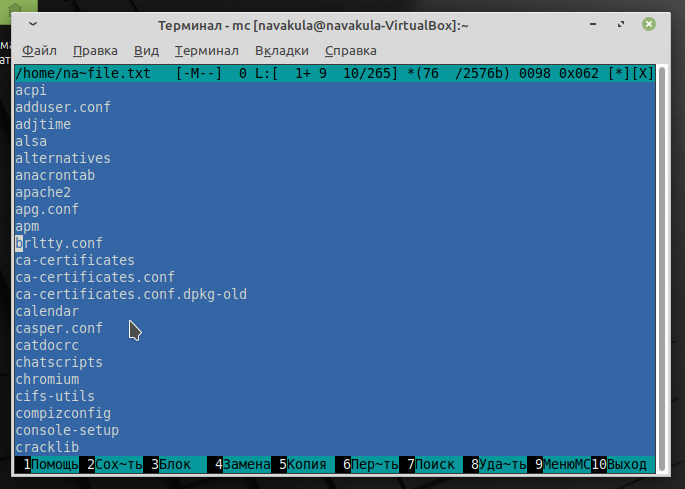 Терминал - mc [navakula@navakula-VirtualBox]:~
Файл Правка Вид Терминал Вкладки Справка
/home/na~file.txt [-M--] 0 L:[ 1+ 9 10/265] *(76 /2576b) 0098 0x062 [*][X]
acpi
adduser.conf
adjtime
alsa
alternatives
anacrontab
apache2
apg.conf
apm
brltty.conf
ca-certificates
ca-certificates.conf
ca-certificates.conf.dpkg-old
calendar
casper.conf
catdocrc
chatscripts
chromium
cifs-utils
compizconfig
console-setup
cracklib
1Помощь 2Сох~ть 3Блок 4Замена 5Копия 6Пер~ть 7Поиск 8Уда~ть 9МенюMC 10Выход